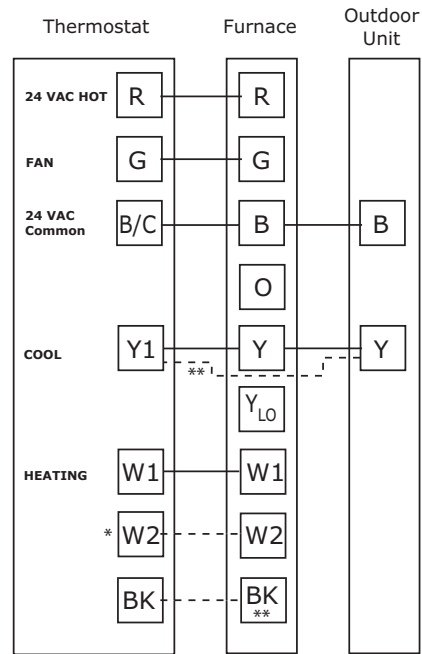 Thermostat Furnace Outdoor
Unit
24 VAC HOT R R
FAN G G
24 VAC
Common B/C B B
O
COOL Y1 Y Y
**
YLO
HEATING W1 W1
* W2 W2
BK BK
**